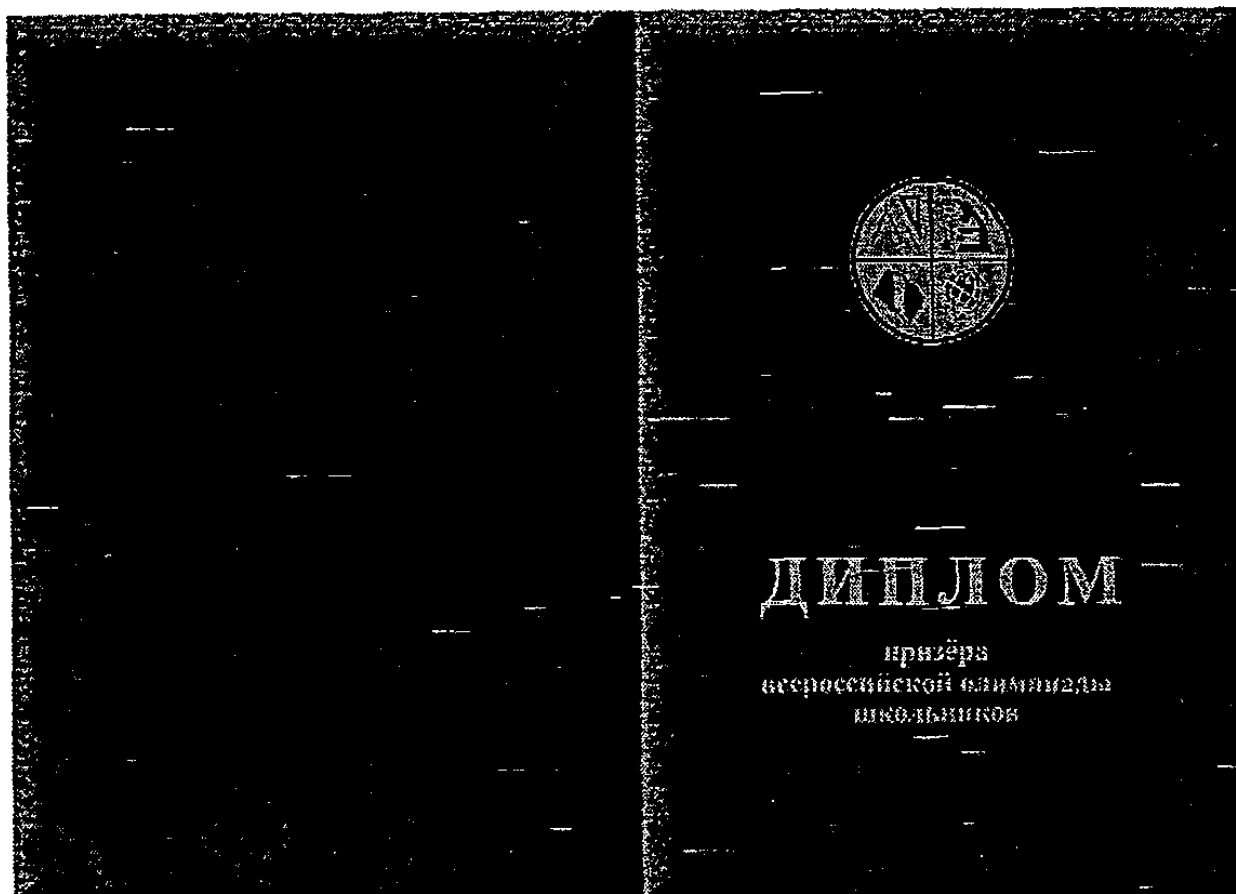 ДИПЛОМ
призёра
всероссийской олимпиады
школьников